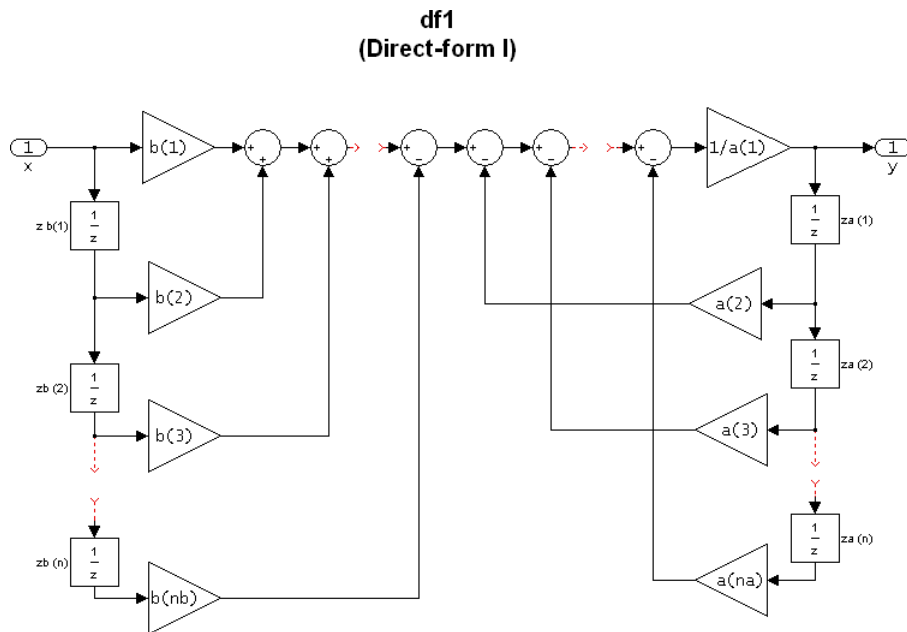 df1
(Direct-form I)
1
x
b(1)
+
+
+
+
+
-
+
-
+
-
+
-
1/a(1)
1
y
zb(1)
1
z
b(2)
za(1)
1
z
a(2)
zb(2)
1
z
b(3)
za(2)
1
z
a(3)
zb(n)
1
z
b(nb)
za(n)
1
z
a(na)